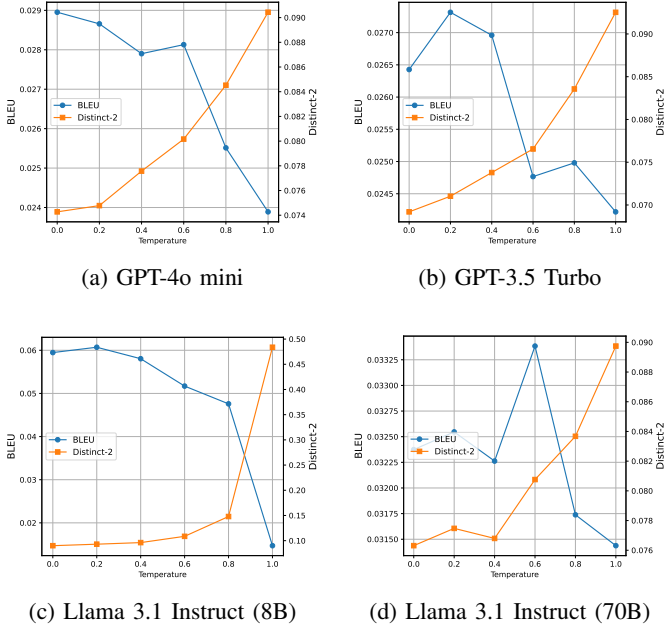 0.029
0.028
0.027
0.026
0.025
0.024
BLEU
BLEU
Distinct-2
0.090
0.088
0.086
0.084
0.082
0.080
0.078
0.076
0.074
Distinct-2
0.0 0.2 0.4 0.6 0.8 1.0
Temperature
(a) GPT-4o mini
0.0270
0.0265
0.0260
0.0255
0.0250
0.0245
BLEU
BLEU
Distinct-2
0.090
0.085
0.080
0.075
0.070
Distinct-2
0.0 0.2 0.4 0.6 0.8 1.0
Temperature
(b) GPT-3.5 Turbo
0.06
0.05
0.04
0.03
0.02
BLEU
BLEU
Distinct-2
0.50
0.45
0.40
0.35
0.30
0.25
0.20
0.15
0.10
Distinct-2
0.0 0.2 0.4 0.6 0.8 1.0
Temperature
(c) Llama 3.1 Instruct (8B)
0.03325
0.03300
0.03275
0.03250
0.03225
0.03200
0.03175
0.03150
BLEU
BLEU
Distinct-2
0.090
0.088
0.086
0.084
0.082
0.080
0.078
0.076
Distinct-2
0.0 0.2 0.4 0.6 0.8 1.0
Temperature
(d) Llama 3.1 Instruct (70B)